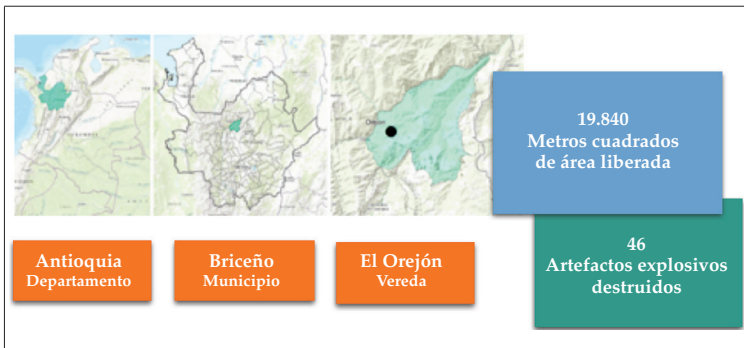 Orejón
19.840
Metros cuadrados
de área liberada
46
Artefactos explosivos
destruidos
Antioquia
Departamento
Briceño
Municipio
El Orejón
Vereda